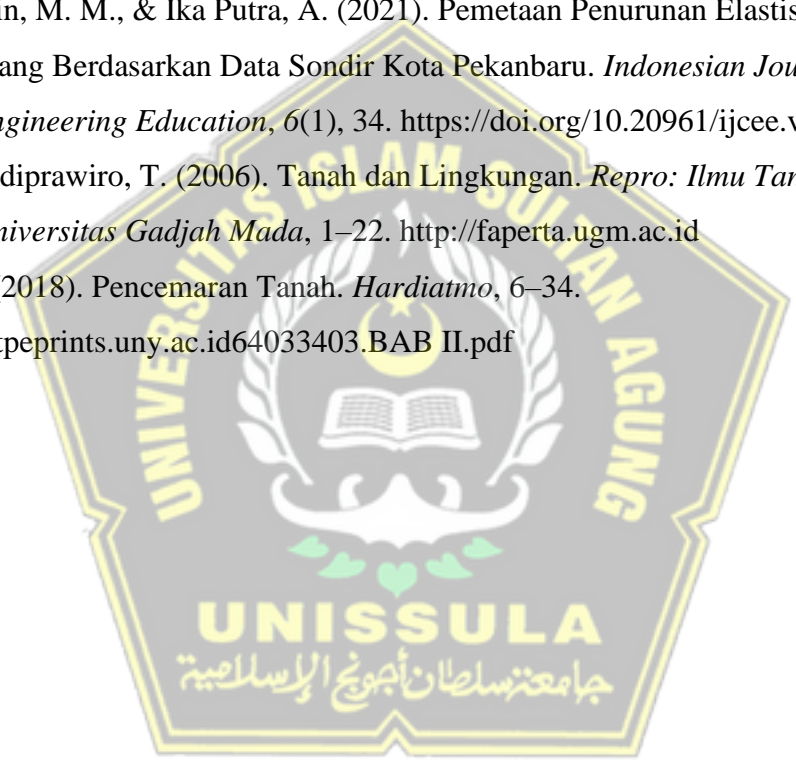 in, M. M., & Ika Putra, A. (2021). Pemetaan Penurunan Elastis
ang Berdasarkan Data Sondir Kota Pekanbaru. Indonesian Jou
ngineering Education, 6(1), 34. https://doi.org/10.20961/ijcee.v
diprawiro, T. (2006). Tanah dan Lingkungan. Repro: Ilmu Tan
niversitas Gadjah Mada, 1–22. http://faperta.ugm.ac.id
2018). Pencemaran Tanah. Hardiatmo, 6–34.
tpeprints.uny.ac.id64033403.BAB II.pdf
UNIVERSITAS ISLAM SULTAN AGUNG
UNISSULA
جامعة سلطان أجونج الإسلامية